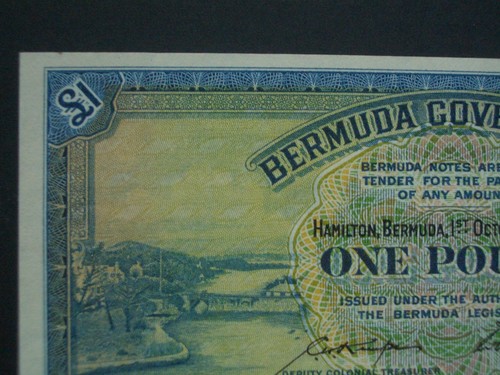 £1
BERMUDA GOVE
BERMUDA NOTES ARE
TENDER FOR THE PA
OF ANY AMOUN
HAMILTON, BERMUDA, 1ST OCTO
ONE POU
ISSUED UNDER THE AUT
THE BERMUDA LEGIS
DEPUTY COLONIAL TREASURER